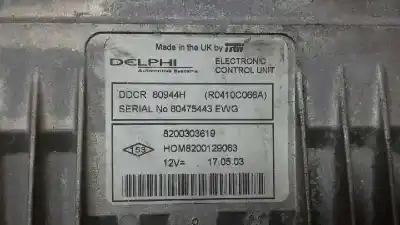 Made in the UK by TRW
DELPHI
Automotive Systems
ELECTRONIC
CONTROL UNIT
DDCR 80944H (R0410C066A)
SERIAL No 80475443 EWG
8200303619
HOM8200129063
12V= 17.05.03